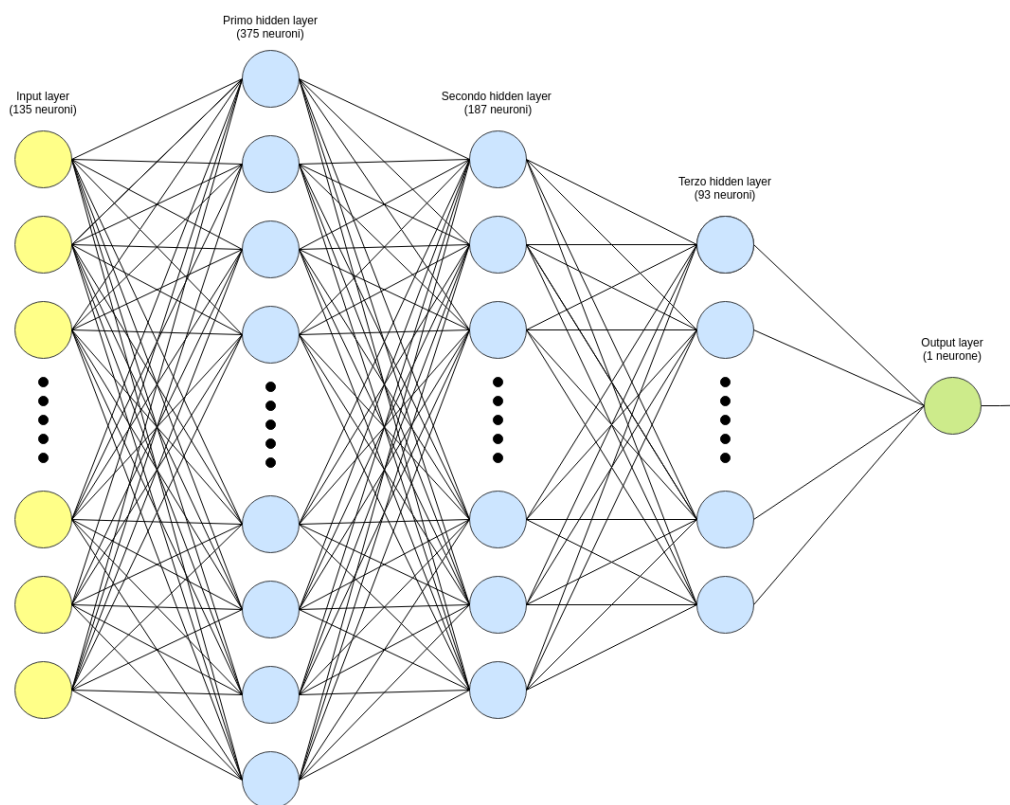 Primo hidden layer
(375 neuroni)
Input layer
(135 neuroni)
Secondo hidden layer
(187 neuroni)
Terzo hidden layer
(93 neuroni)
Output layer
(1 neurone)